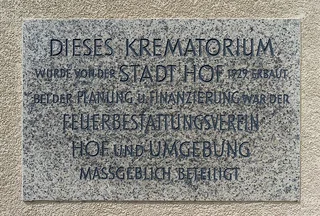 DIESES KREMATORIUM
WURDE VON DER STADT HOF 1929 ERBAUT
BEI DER PLANUNG U. FINANZIERUNG WAR DER
FEUERBESTATTUNGSVEREIN
HOF UND UMGEBUNG
MASSGEBLICH BETEILIGT